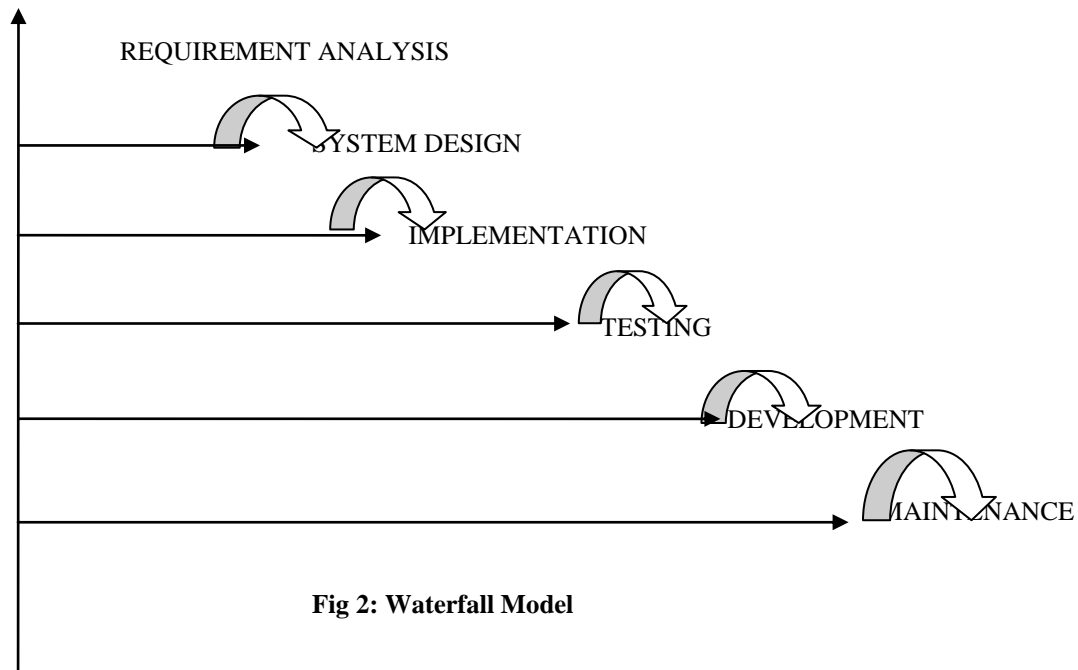 REQUIREMENT ANALYSIS
SYSTEM DESIGN
IMPLEMENTATION
TESTING
DEVELOPMENT
MAINTENANCE
Fig 2: Waterfall Model